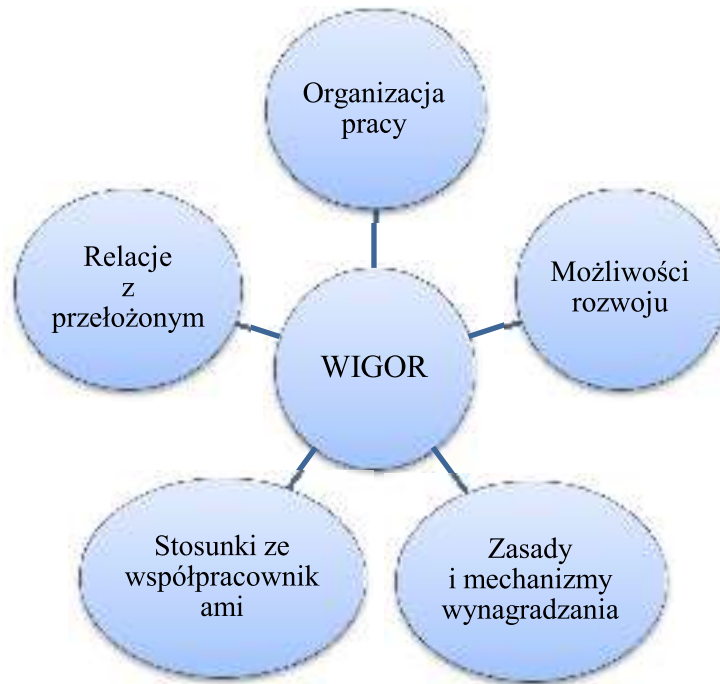 Organizacja
pracy
Relacje
z
przełożonym
Możliwości
rozwoju
WIGOR
Stosunki ze
współpracownik
ami
Zasady
i mechanizmy
wynagradzania